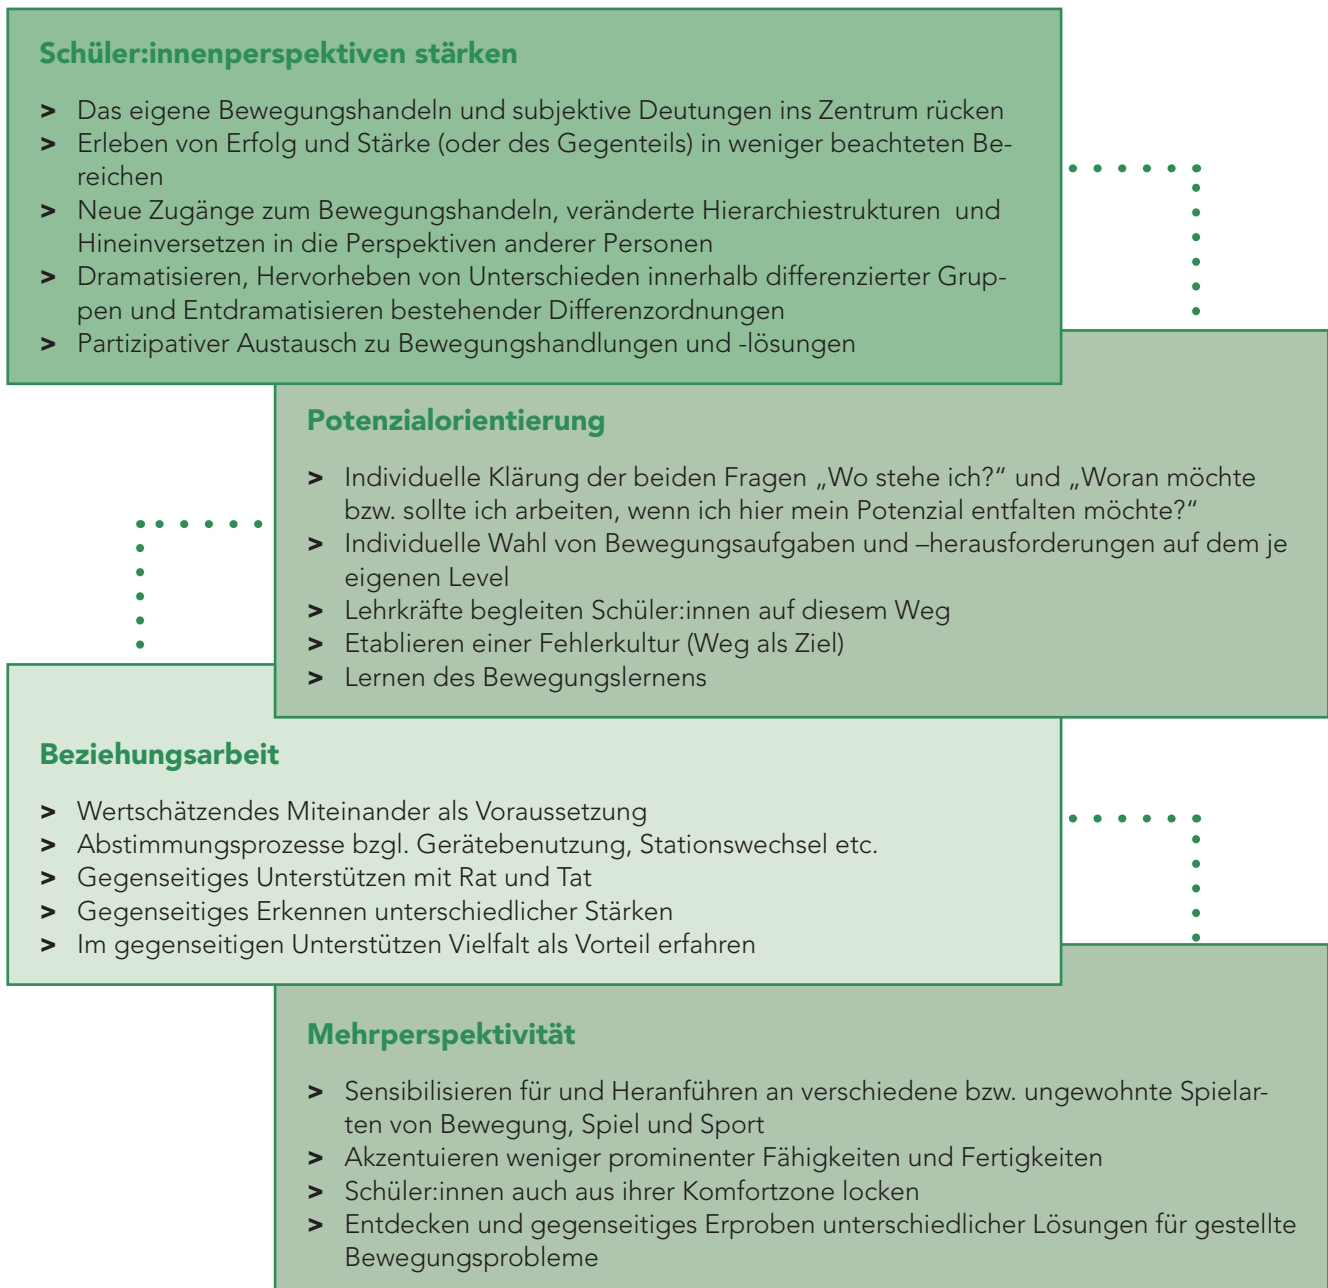 Schüler:innenperspektiven stärken
> Das eigene Bewegungshandeln und subjektive Deutungen ins Zentrum rücken
> Erleben von Erfolg und Stärke (oder des Gegenteils) in weniger beachteten Be-
reichen
> Neue Zugänge zum Bewegungshandeln, veränderte Hierarchiestrukturen und
Hineinversetzen in die Perspektiven anderer Personen
> Dramatisieren, Hervorheben von Unterschieden innerhalb differenzierter Grup-
pen und Entdramatisieren bestehender Differenzordnungen
> Partizipativer Austausch zu Bewegungshandlungen und -lösungen
Potenzialorientierung
> Individuelle Klärung der beiden Fragen „Wo stehe ich?“ und „Woran möchte
bzw. sollte ich arbeiten, wenn ich hier mein Potenzial entfalten möchte?“
> Individuelle Wahl von Bewegungsaufgaben und –herausforderungen auf dem je
eigenen Level
> Lehrkräfte begleiten Schüler:innen auf diesem Weg
> Etablieren einer Fehlerkultur (Weg als Ziel)
> Lernen des Bewegungslernens
Beziehungsarbeit
> Wertschätzendes Miteinander als Voraussetzung
> Abstimmungsprozesse bzgl. Gerätebenutzung, Stationswechsel etc.
> Gegenseitiges Unterstützen mit Rat und Tat
> Gegenseitiges Erkennen unterschiedlicher Stärken
> Im gegenseitigen Unterstützen Vielfalt als Vorteil erfahren
Mehrperspektivität
> Sensibilisieren für und Heranführen an verschiedene bzw. ungewohnte Spielar-
ten von Bewegung, Spiel und Sport
> Akzentuieren weniger prominenter Fähigkeiten und Fertigkeiten
> Schüler:innen auch aus ihrer Komfortzone locken
> Entdecken und gegenseitiges Erproben unterschiedlicher Lösungen für gestellte
Bewegungsprobleme